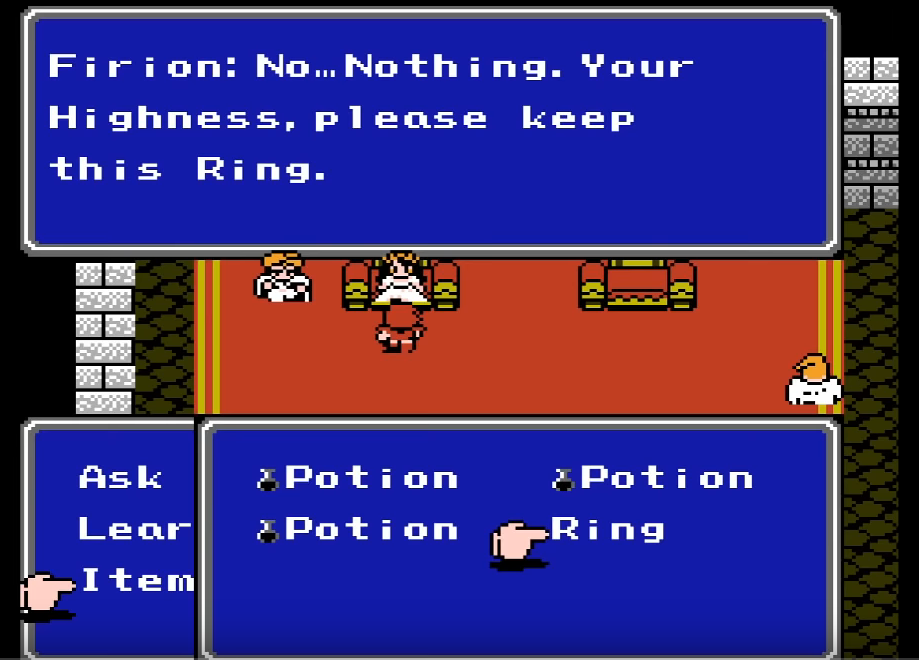 Firion: No…Nothing. Your
Highness, please keep
this Ring.
Ask
Lear
Item
Potion Potion
Potion Ring